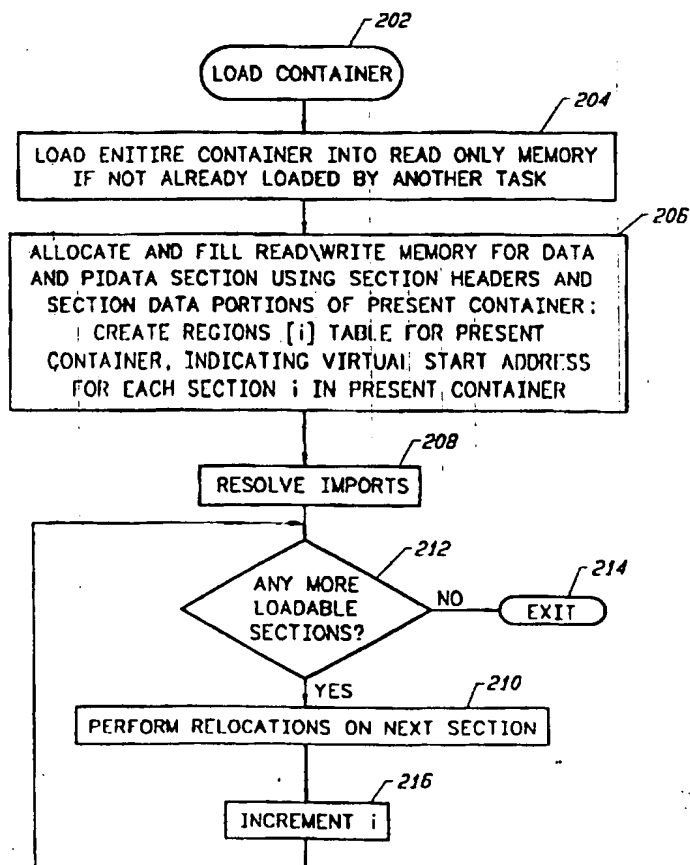 202
LOAD CONTAINER
204
LOAD ENITIRE CONTAINER INTO READ ONLY MEMORY
IF NOT ALREADY LOADED BY ANOTHER TASK
206
ALLOCATE AND FILL READ\WRITE MEMORY FOR DATA
AND PIDATA SECTION USING SECTION HEADERS AND
SECTION DATA PORTIONS OF PRESENT CONTAINER:
CREATE REGIONS [i] TABLE FOR PRESENT
CONTAINER, INDICATING VIRTUAL START ADDRESS
FOR EACH SECTION i IN PRESENT CONTAINER
208
RESOLVE IMPORTS
212
ANY MORE
LOADABLE
SECTIONS?
NO
214
EXIT
YES
210
PERFORM RELOCATIONS ON NEXT SECTION
216
INCREMENT i